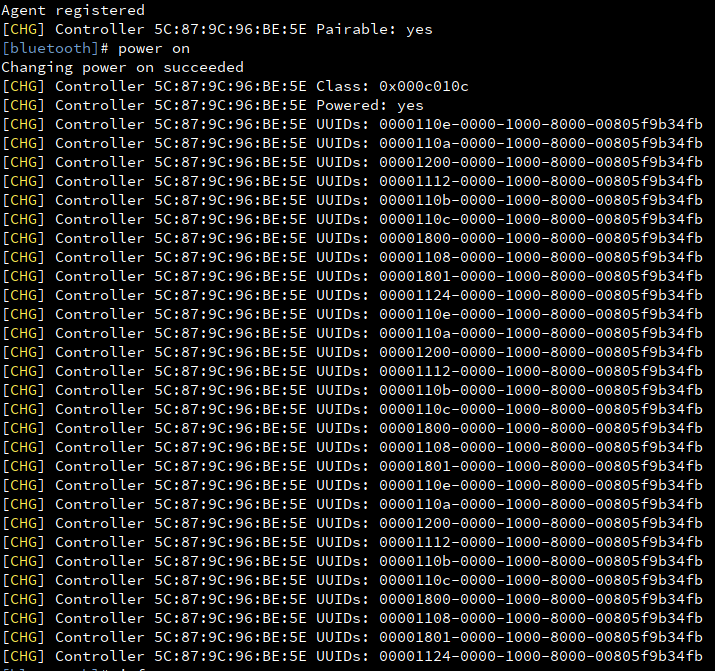 Agent registered
[CHG] Controller 5C:87:9C:96:BE:5E Pairable: yes
[bluetooth]# power on
Changing power on succeeded
[CHG] Controller 5C:87:9C:96:BE:5E Class: 0x000c010c
[CHG] Controller 5C:87:9C:96:BE:5E Powered: yes
[CHG] Controller 5C:87:9C:96:BE:5E UUIDs: 0000110e-0000-1000-8000-00805f9b34fb
[CHG] Controller 5C:87:9C:96:BE:5E UUIDs: 0000110a-0000-1000-8000-00805f9b34fb
[CHG] Controller 5C:87:9C:96:BE:5E UUIDs: 00001200-0000-1000-8000-00805f9b34fb
[CHG] Controller 5C:87:9C:96:BE:5E UUIDs: 00001112-0000-1000-8000-00805f9b34fb
[CHG] Controller 5C:87:9C:96:BE:5E UUIDs: 0000110b-0000-1000-8000-00805f9b34fb
[CHG] Controller 5C:87:9C:96:BE:5E UUIDs: 0000110c-0000-1000-8000-00805f9b34fb
[CHG] Controller 5C:87:9C:96:BE:5E UUIDs: 00001800-0000-1000-8000-00805f9b34fb
[CHG] Controller 5C:87:9C:96:BE:5E UUIDs: 00001108-0000-1000-8000-00805f9b34fb
[CHG] Controller 5C:87:9C:96:BE:5E UUIDs: 00001801-0000-1000-8000-00805f9b34fb
[CHG] Controller 5C:87:9C:96:BE:5E UUIDs: 00001124-0000-1000-8000-00805f9b34fb
[CHG] Controller 5C:87:9C:96:BE:5E UUIDs: 0000110e-0000-1000-8000-00805f9b34fb
[CHG] Controller 5C:87:9C:96:BE:5E UUIDs: 0000110a-0000-1000-8000-00805f9b34fb
[CHG] Controller 5C:87:9C:96:BE:5E UUIDs: 00001200-0000-1000-8000-00805f9b34fb
[CHG] Controller 5C:87:9C:96:BE:5E UUIDs: 00001112-0000-1000-8000-00805f9b34fb
[CHG] Controller 5C:87:9C:96:BE:5E UUIDs: 0000110b-0000-1000-8000-00805f9b34fb
[CHG] Controller 5C:87:9C:96:BE:5E UUIDs: 0000110c-0000-1000-8000-00805f9b34fb
[CHG] Controller 5C:87:9C:96:BE:5E UUIDs: 00001800-0000-1000-8000-00805f9b34fb
[CHG] Controller 5C:87:9C:96:BE:5E UUIDs: 00001108-0000-1000-8000-00805f9b34fb
[CHG] Controller 5C:87:9C:96:BE:5E UUIDs: 00001801-0000-1000-8000-00805f9b34fb
[CHG] Controller 5C:87:9C:96:BE:5E UUIDs: 0000110e-0000-1000-8000-00805f9b34fb
[CHG] Controller 5C:87:9C:96:BE:5E UUIDs: 0000110a-0000-1000-8000-00805f9b34fb
[CHG] Controller 5C:87:9C:96:BE:5E UUIDs: 00001200-0000-1000-8000-00805f9b34fb
[CHG] Controller 5C:87:9C:96:BE:5E UUIDs: 00001112-0000-1000-8000-00805f9b34fb
[CHG] Controller 5C:87:9C:96:BE:5E UUIDs: 0000110b-0000-1000-8000-00805f9b34fb
[CHG] Controller 5C:87:9C:96:BE:5E UUIDs: 0000110c-0000-1000-8000-00805f9b34fb
[CHG] Controller 5C:87:9C:96:BE:5E UUIDs: 00001800-0000-1000-8000-00805f9b34fb
[CHG] Controller 5C:87:9C:96:BE:5E UUIDs: 00001108-0000-1000-8000-00805f9b34fb
[CHG] Controller 5C:87:9C:96:BE:5E UUIDs: 00001801-0000-1000-8000-00805f9b34fb
[CHG] Controller 5C:87:9C:96:BE:5E UUIDs: 00001124-0000-1000-8000-00805f9b34fb